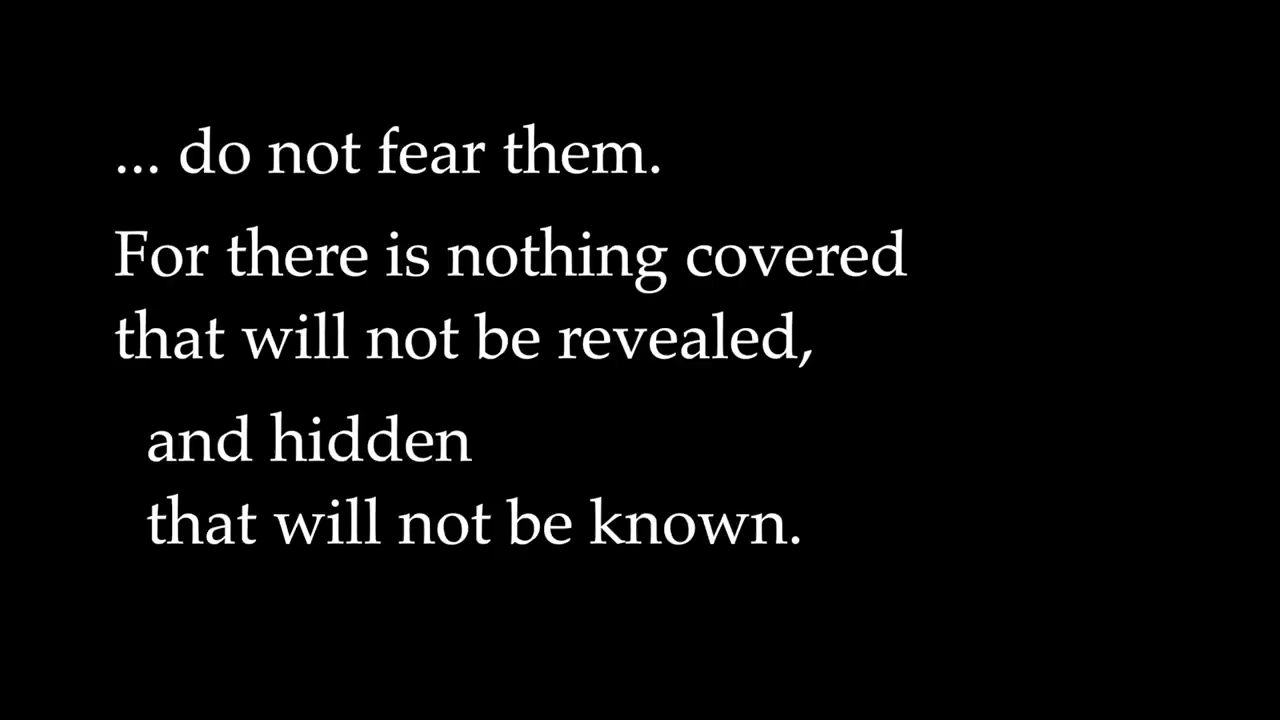 ... do not fear them.
For there is nothing covered
that will not be revealed,
and hidden
that will not be known.